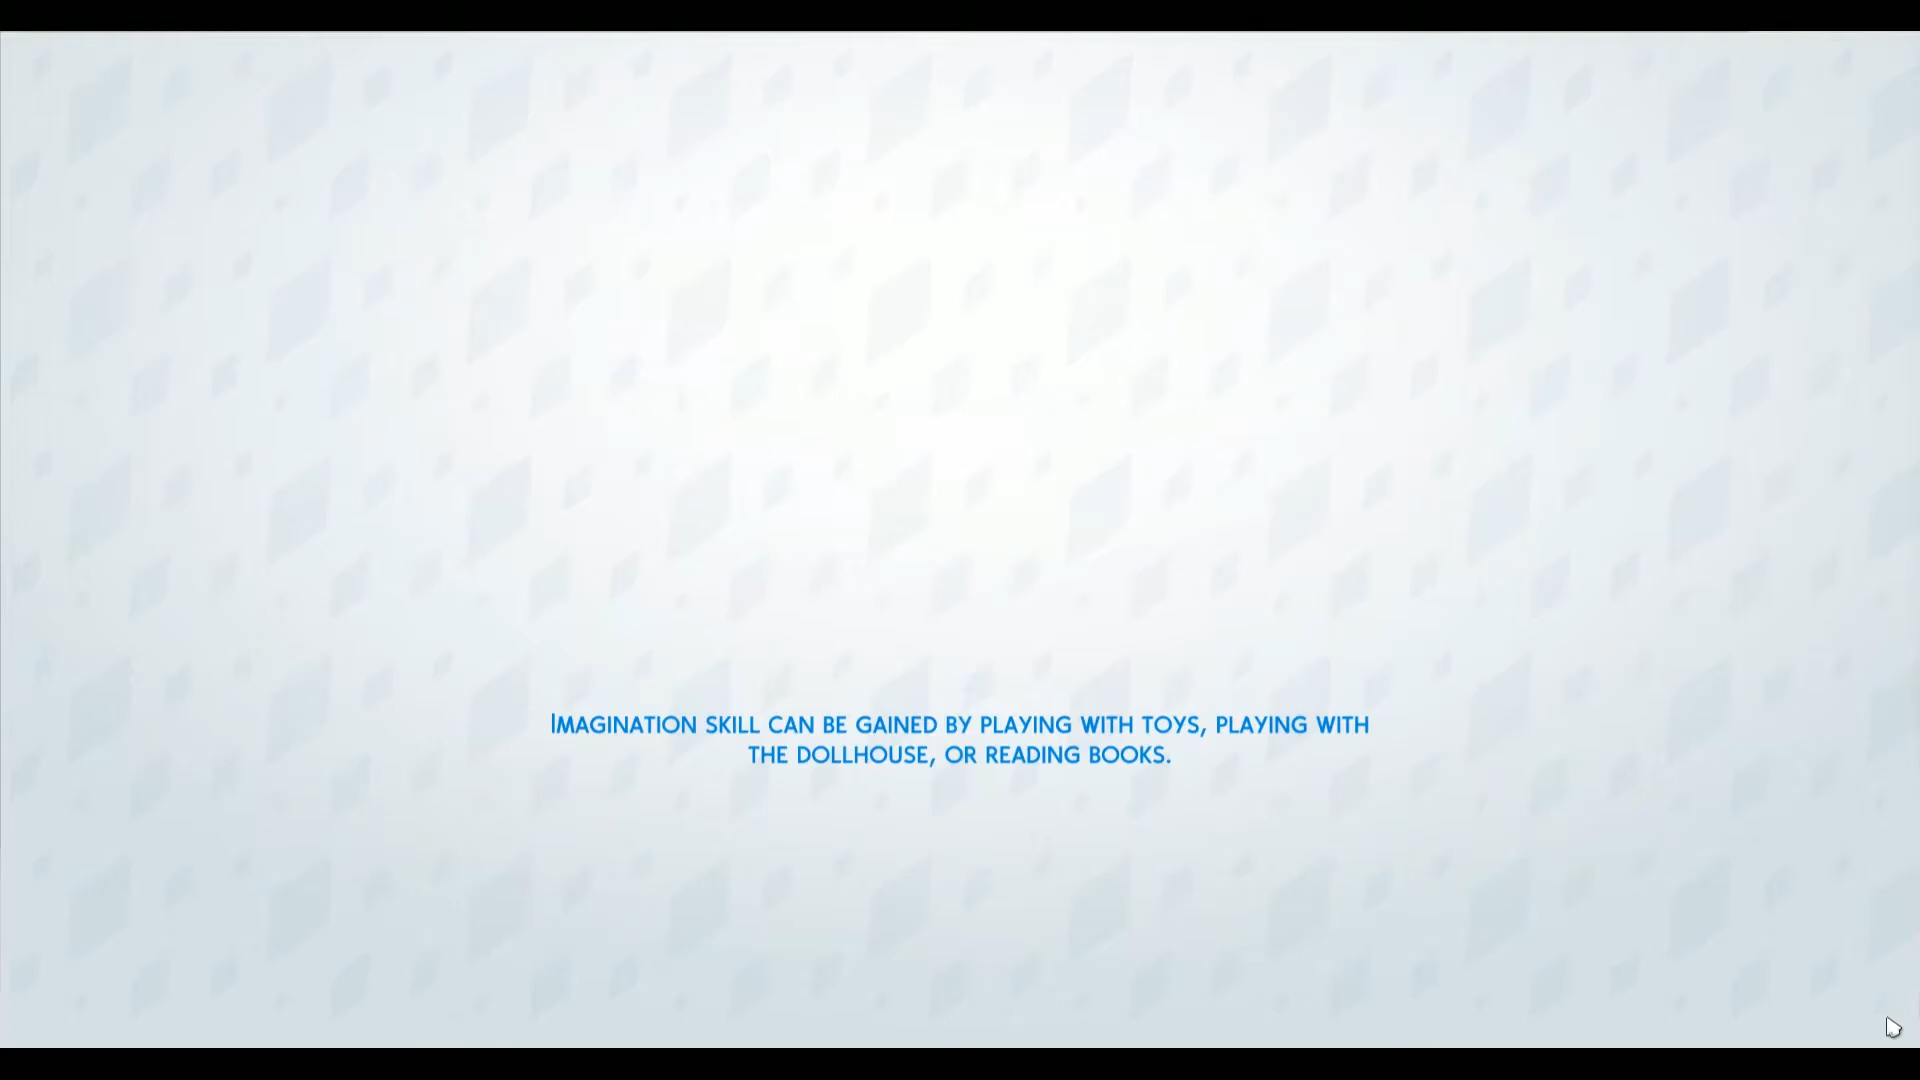 IMAGINATION SKILL CAN BE GAINED BY PLAYING WITH TOYS, PLAYING WITH
THE DOLLHOUSE, OR READING BOOKS.